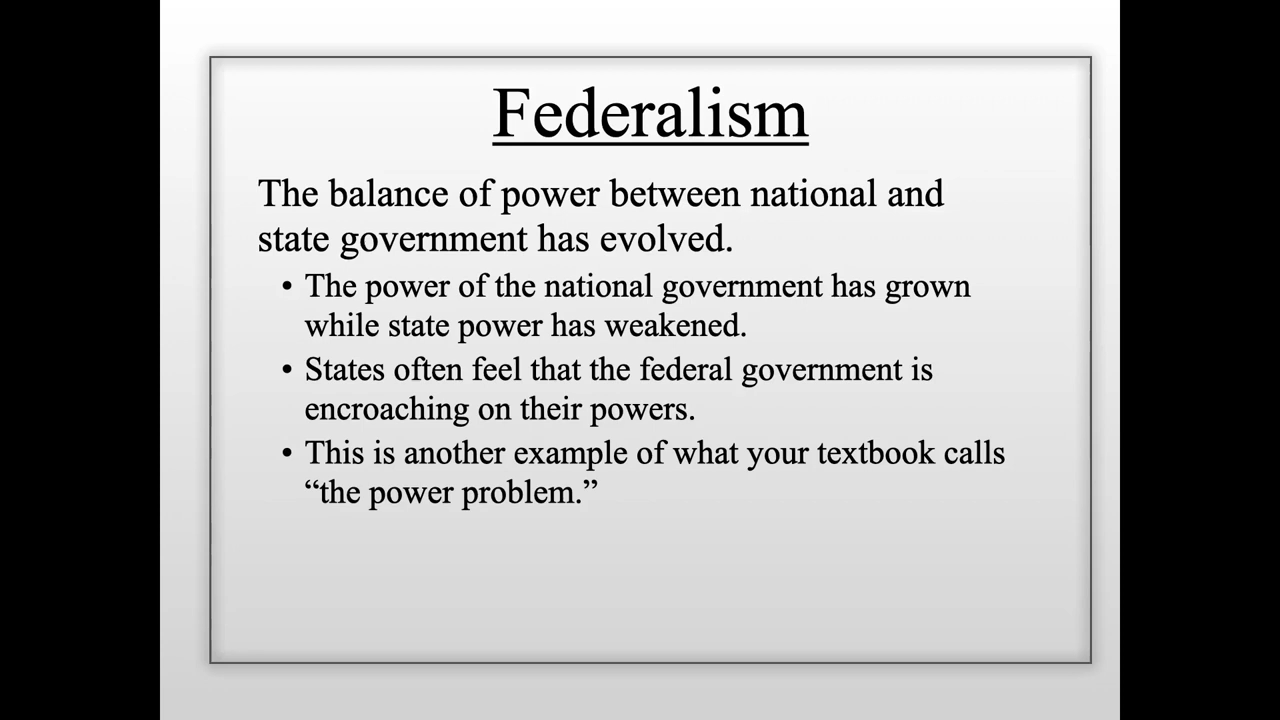 Federalism
The balance of power between national and
state government has evolved.
• The power of the national government has grown
while state power has weakened.
• States often feel that the federal government is
encroaching on their powers.
• This is another example of what your textbook calls
“the power problem.”